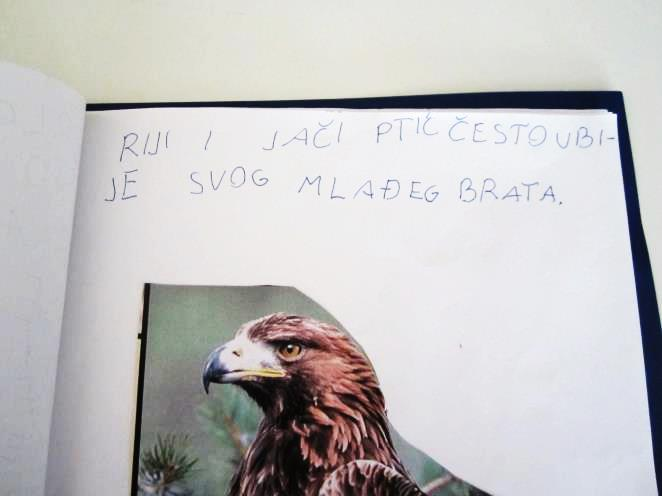 RIJI I JAČI PTIĆ ČESTO UBI-
JE SVOG MLAĐEG BRATA.